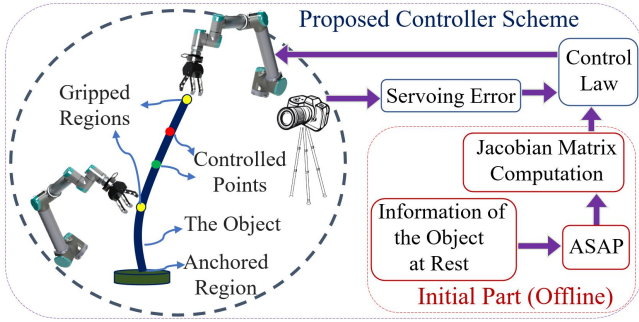 Proposed Controller Scheme
Gripped
Regions
Controlled
Points
The Object
Anchored
Region
Servoing Error
Control
Law
Jacobian Matrix
Computation
Information of
the Object
at Rest
ASAP
Initial Part (Offline)